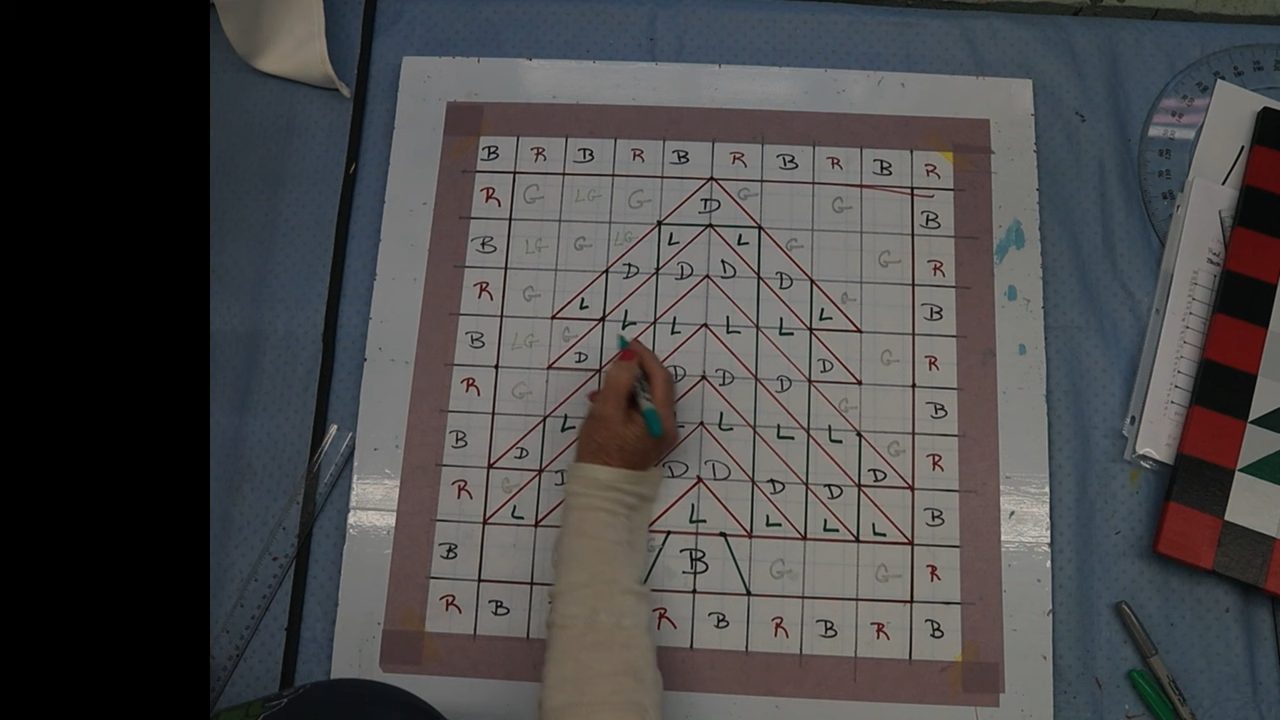 B R B R B R B R B R
R G LG G D G G B
B LG G LG L L G G R
R G D D D D B
L L G
B LG G L L L L D G R
D
R G D D D G B
B L L L L G R
D D
R G D D D D B
L L L L L
B B G G R
R B R B R B R B